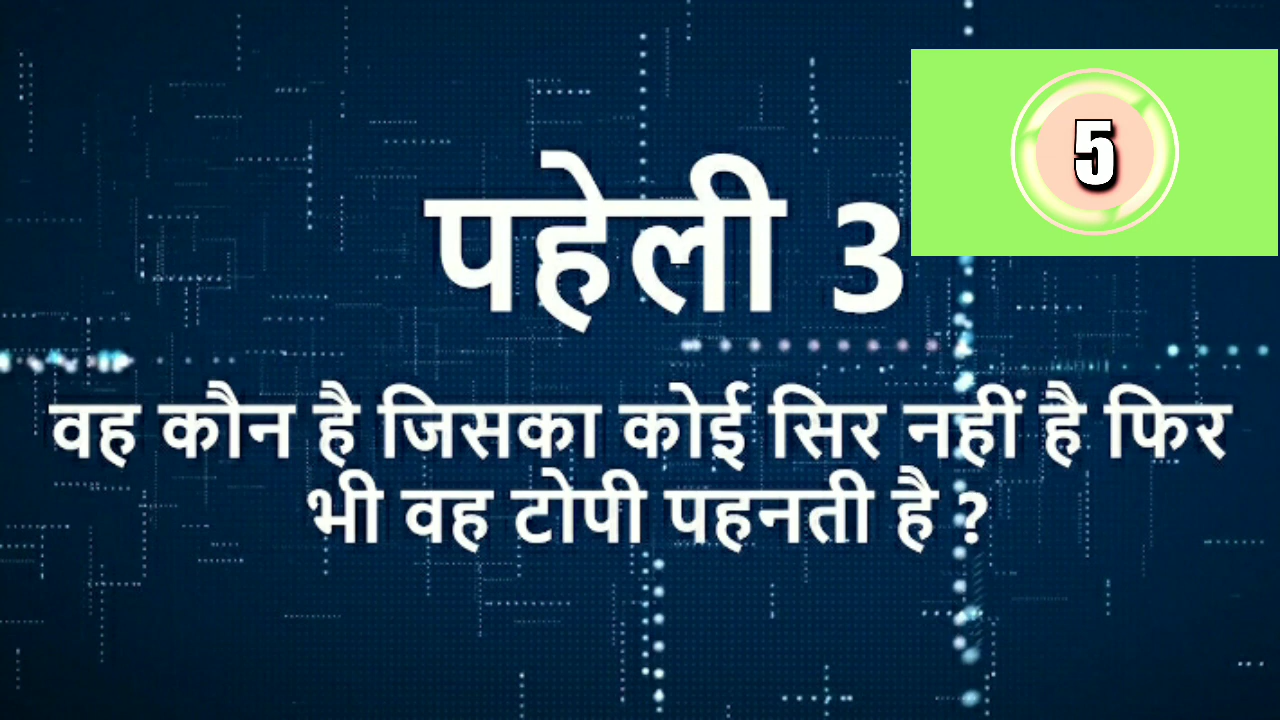 पहेली 3
5
वह कौन है जिसका कोई सिर नहीं है फिर
भी वह टोपी पहनती है ?